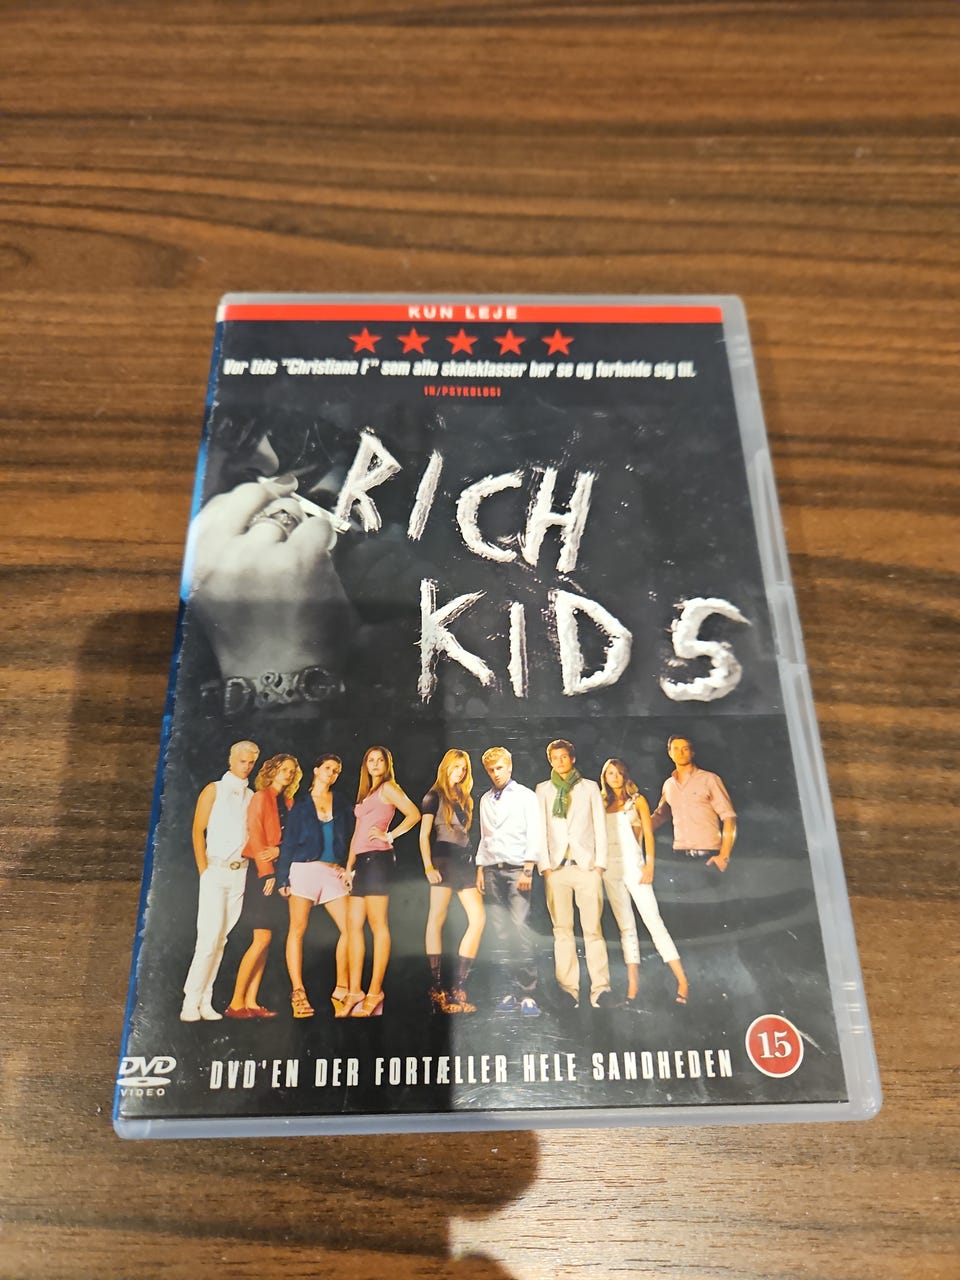 KUN LEJE
Vor tids "Christiane F" som alle skoleklasser bør se og forholde sig til.
IN/PSYKOLOGI
RICH
KIDS
D&G
DVD
VIDEO
DVD'EN DER FORTÆLLER HELE SANDHEDEN
15